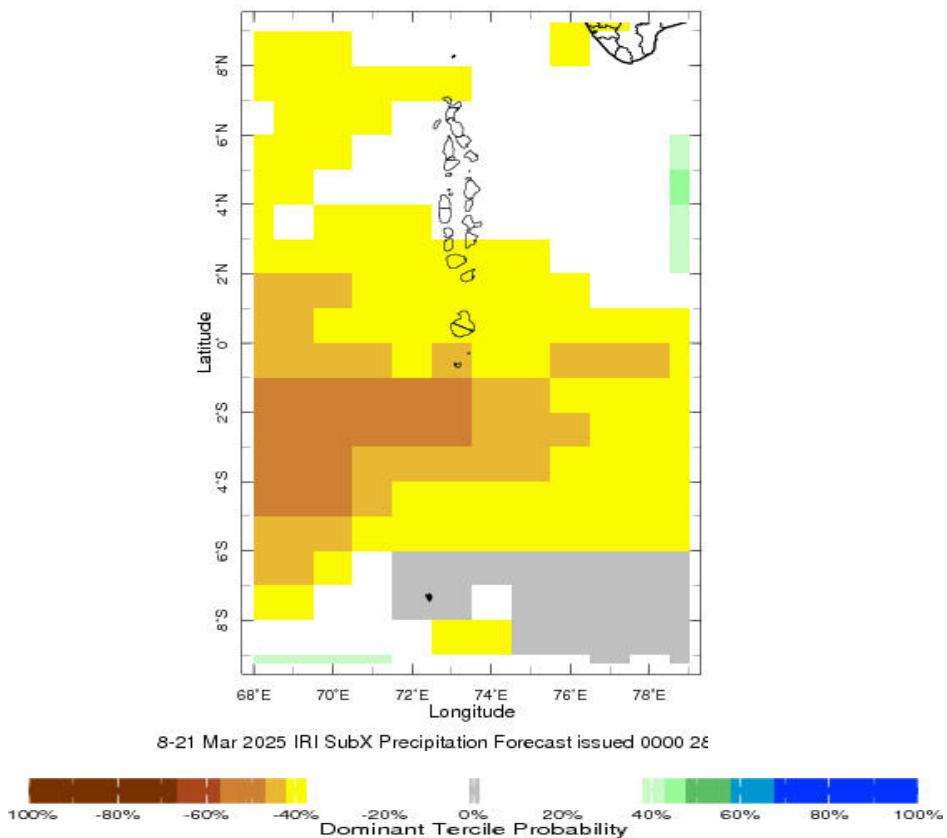 8°N
6°N
4°N
2°N
0°
2°S
4°S
6°S
8°S
Latitude
68°E 70°E 72°E 74°E 76°E 78°E
Longitude
8-21 Mar 2025 IRI SubX Precipitation Forecast issued 0000 28
100% -80% -60% -40% -20% 0% 20% 40% 60% 80% 100%
Dominant Tercile Probability